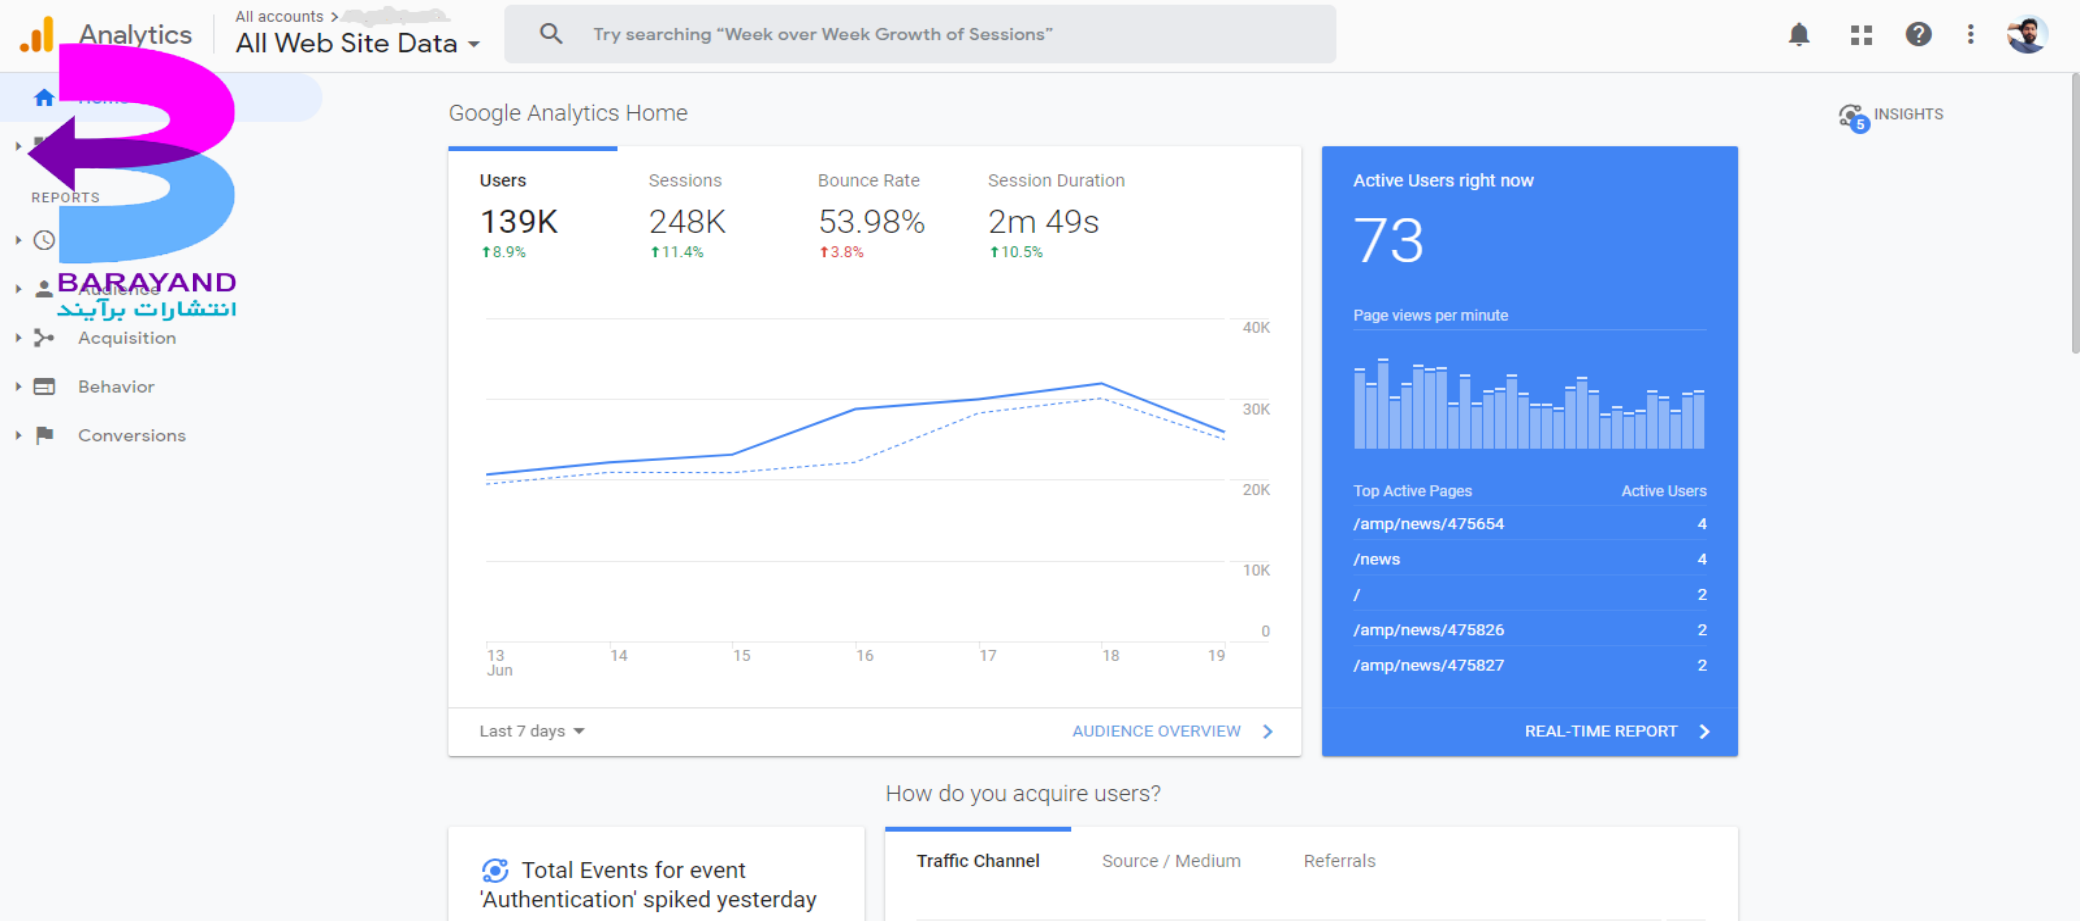 Analytics
All accounts >
All Web Site Data
Try searching “Week over Week Growth of Sessions”
Home
REPORTS
BARAYAND
انتشارات برآیند
Audience
Acquisition
Behavior
Conversions
Google Analytics Home
5 INSIGHTS
Users Sessions Bounce Rate Session Duration
139K 248K 53.98% 2m 49s
8.9% 11.4% 3.8% 10.5%
40K
30K
20K
10K
0
13 14 15 16 17 18 19
Jun
Last 7 days
AUDIENCE OVERVIEW
Active Users right now
73
Page views per minute
Top Active Pages Active Users
/amp/news/475654 4
/news 4
/ 2
/amp/news/475826 2
/amp/news/475827 2
REAL-TIME REPORT
How do you acquire users?
Total Events for event
'Authentication' spiked yesterday
Traffic Channel Source / Medium Referrals